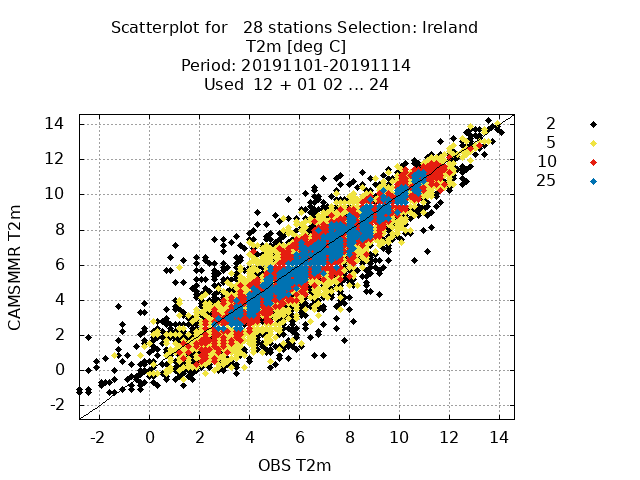 Scatterplot for 28 stations Selection: Ireland
T2m [deg C]
Period: 20191101-20191114
Used 12 + 01 02 ... 24
2
5
10
25
CAMSMMR T2m
14
12
10
8
6
4
2
0
-2
-2 0 2 4 6 8 10 12 14
OBS T2m